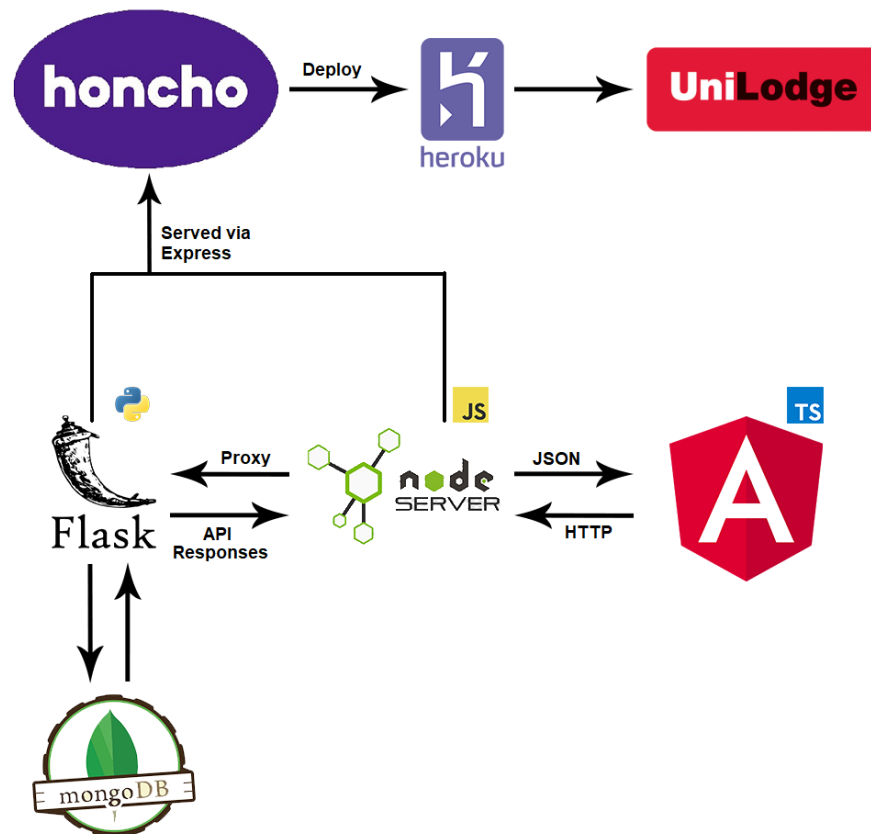 honcho
Deploy
heroku
UniLodge
Served via
Express
JS
TS
Proxy
node
SERVER
JSON
Flask
API
Responses
HTTP
A
mongoDB